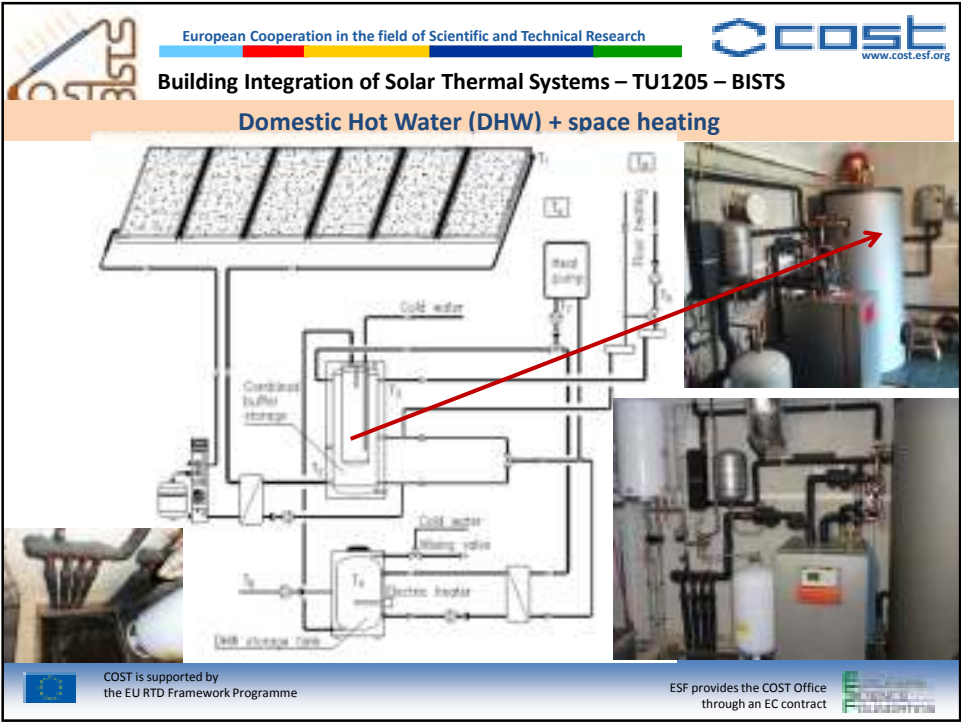 European Cooperation in the field of Scientific and Technical Research
cost
www.cost.esf.org
COSTSTS
Building Integration of Solar Thermal Systems – TU1205 – BISTS
Domestic Hot Water (DHW) + space heating
Heat
pump
Floor heating
Cold water
Combined
buffer
storage
Cold water
Mixing valve
Electric heater
DHW storage tank
COST is supported by
the EU RTD Framework Programme
ESF provides the COST Office
through an EC contract